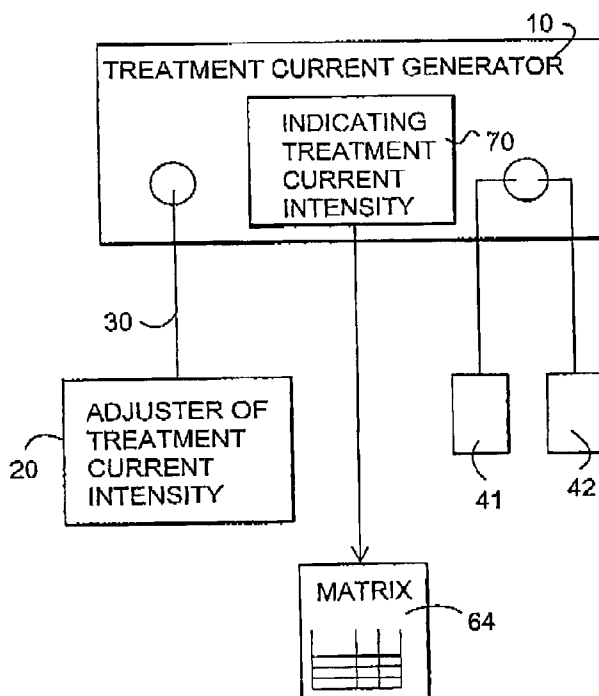 10
TREATMENT CURRENT GENERATOR
INDICATING
TREATMENT
CURRENT
INTENSITY
70
30
ADJUSTER OF
TREATMENT
CURRENT
INTENSITY
20
41
42
MATRIX
64